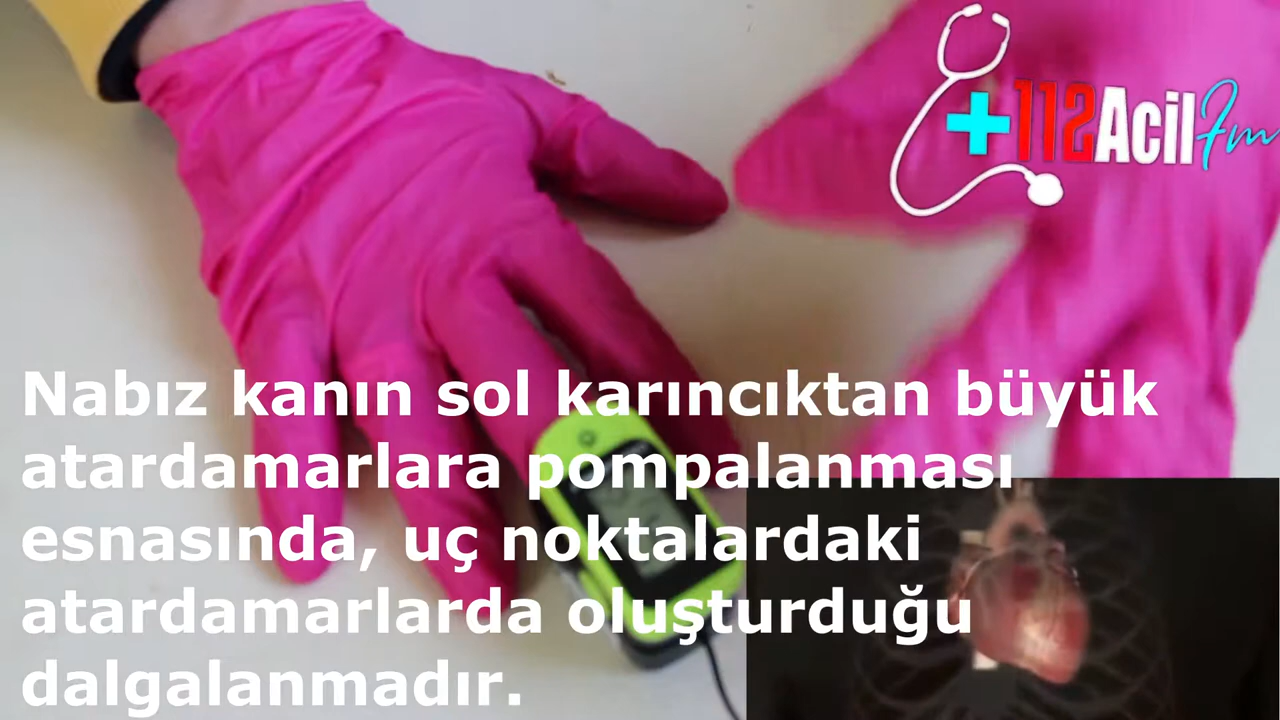 +112Acil Fm
Nabız kanın sol karıncıktan büyük
atardamarlara pompalanması
esnasında, uç noktalardaki
atardamarlarda oluşturduğu
dalgalanmadır.